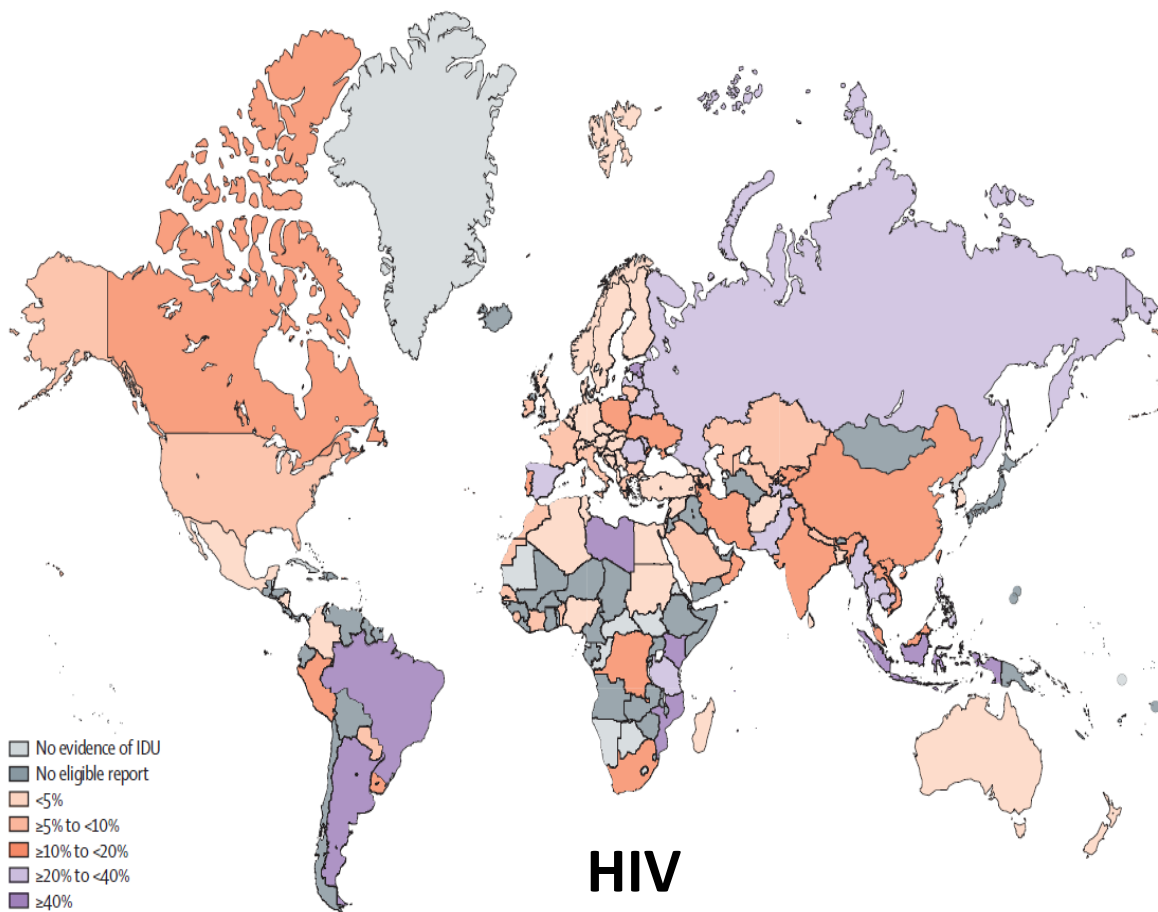 No evidence of IDU
No eligible report
<5%
≥5% to <10%
≥10% to <20%
≥20% to <40%
≥40%
HIV